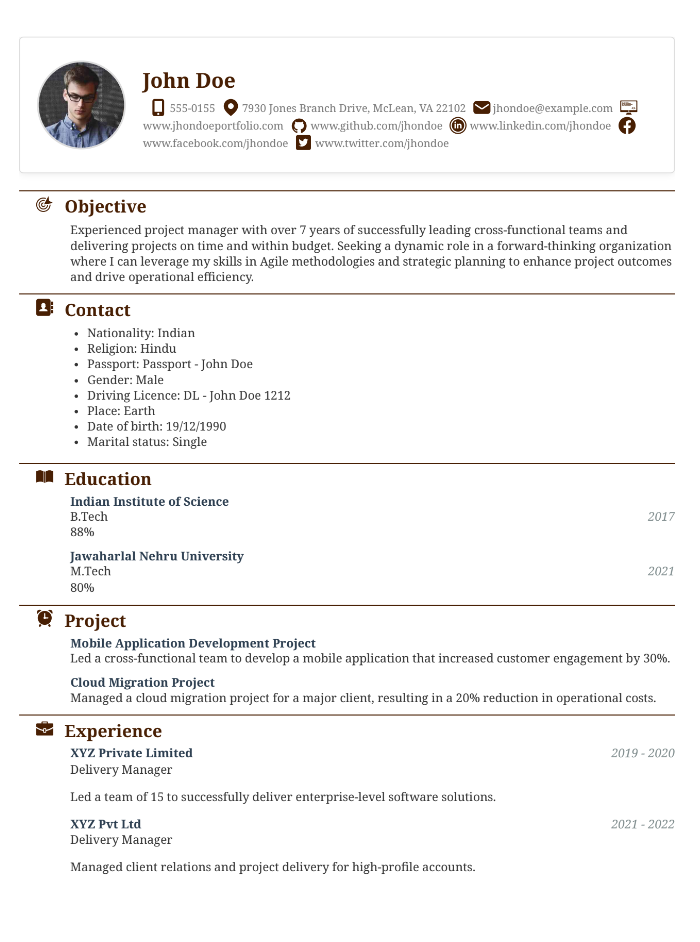 John Doe
555-0155 7930 Jones Branch Drive, McLean, VA 22102 jhondoe@example.com
www.jhondoeportfolio.com www.github.com/jhondoe www.linkedin.com/jhondoe
www.facebook.com/jhondoe www.twitter.com/jhondoe
Objective
Experienced project manager with over 7 years of successfully leading cross-functional teams and
delivering projects on time and within budget. Seeking a dynamic role in a forward-thinking organization
where I can leverage my skills in Agile methodologies and strategic planning to enhance project outcomes
and drive operational efficiency.
Contact
• Nationality: Indian
• Religion: Hindu
• Passport: Passport - John Doe
• Gender: Male
• Driving Licence: DL - John Doe 1212
• Place: Earth
• Date of birth: 19/12/1990
• Marital status: Single
Education
Indian Institute of Science
B.Tech 2017
88%
Jawaharlal Nehru University
M.Tech 2021
80%
Project
Mobile Application Development Project
Led a cross-functional team to develop a mobile application that increased customer engagement by 30%.
Cloud Migration Project
Managed a cloud migration project for a major client, resulting in a 20% reduction in operational costs.
Experience
XYZ Private Limited 2019 - 2020
Delivery Manager
Led a team of 15 to successfully deliver enterprise-level software solutions.
XYZ Pvt Ltd 2021 - 2022
Delivery Manager
Managed client relations and project delivery for high-profile accounts.